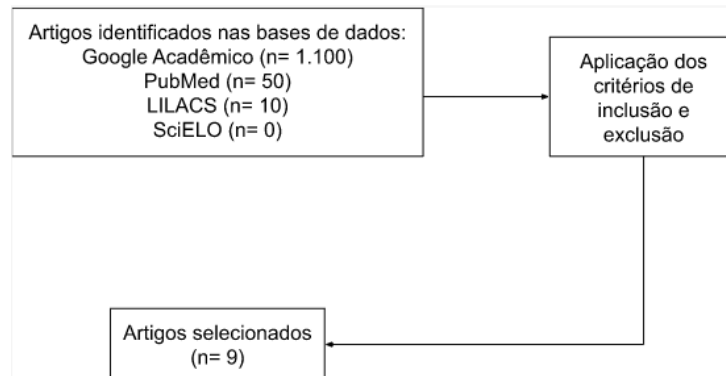 Artigos identificados nas bases de dados:
Google Acadêmico (n= 1.100)
PubMed (n= 50)
LILACS (n= 10)
SciELO (n= 0)
Aplicação dos
critérios de
inclusão e
exclusão
Artigos selecionados
(n= 9)